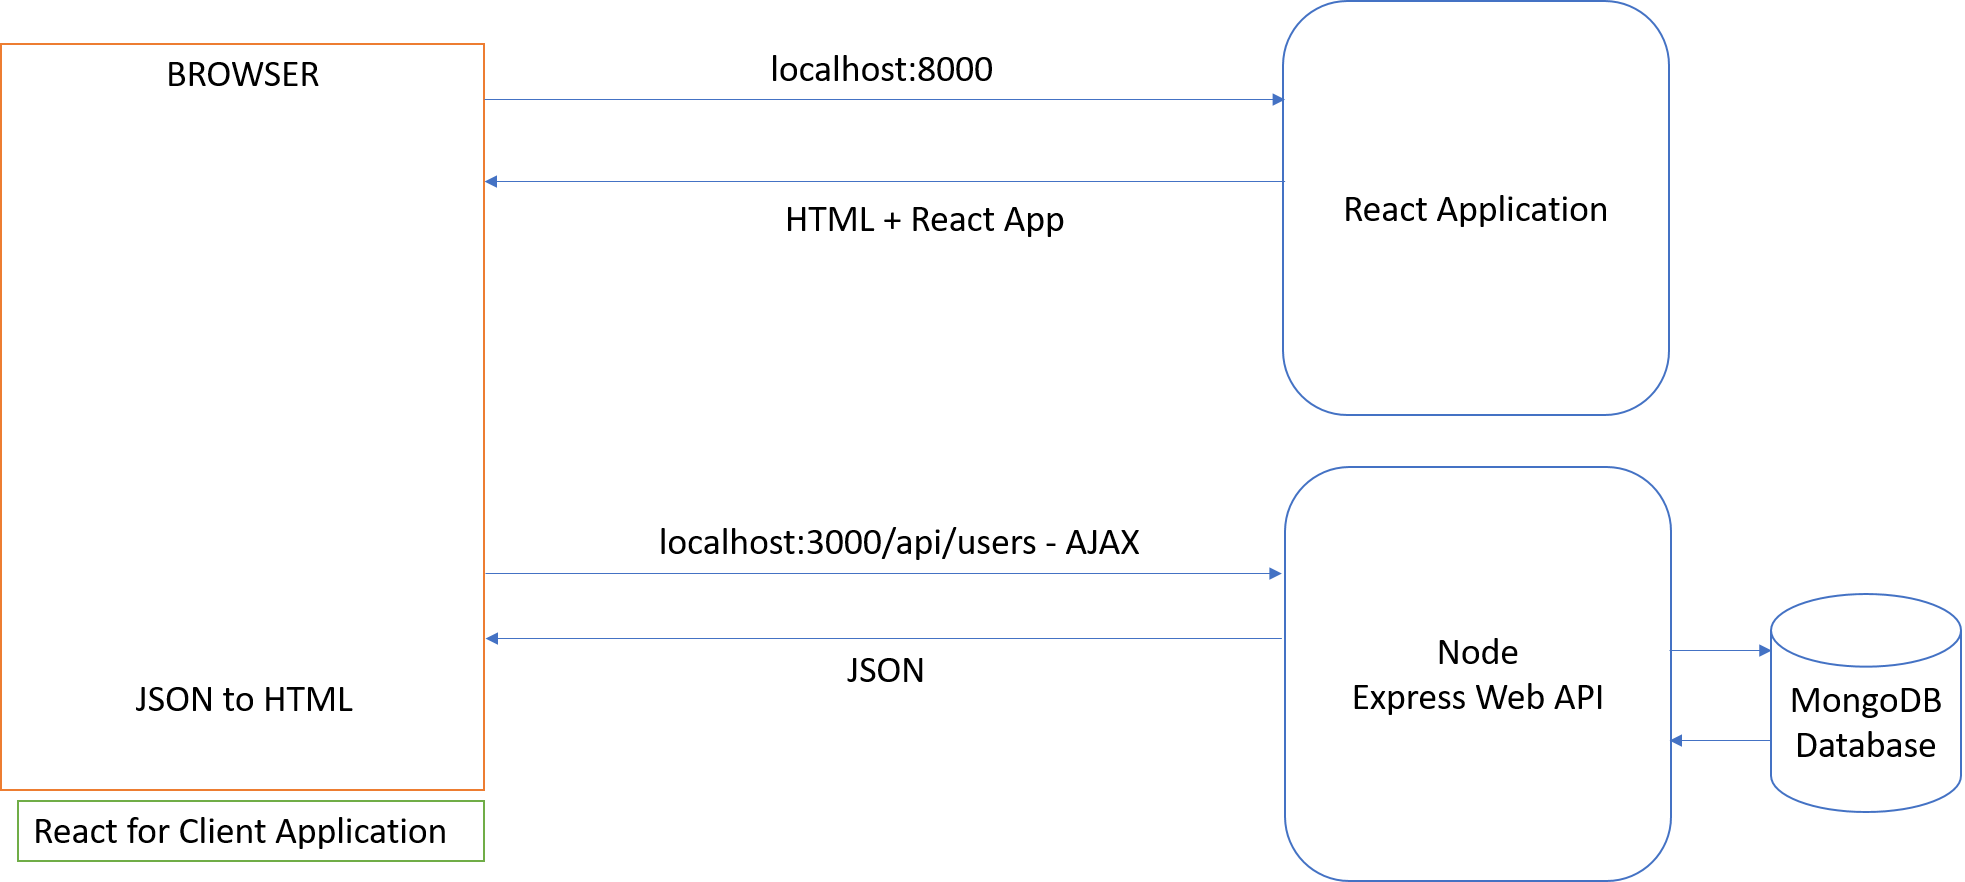 BROWSER
localhost:8000
HTML + React App
React Application
localhost:3000/api/users - AJAX
JSON
JSON to HTML
Node
Express Web API
MongoDB
Database
React for Client Application